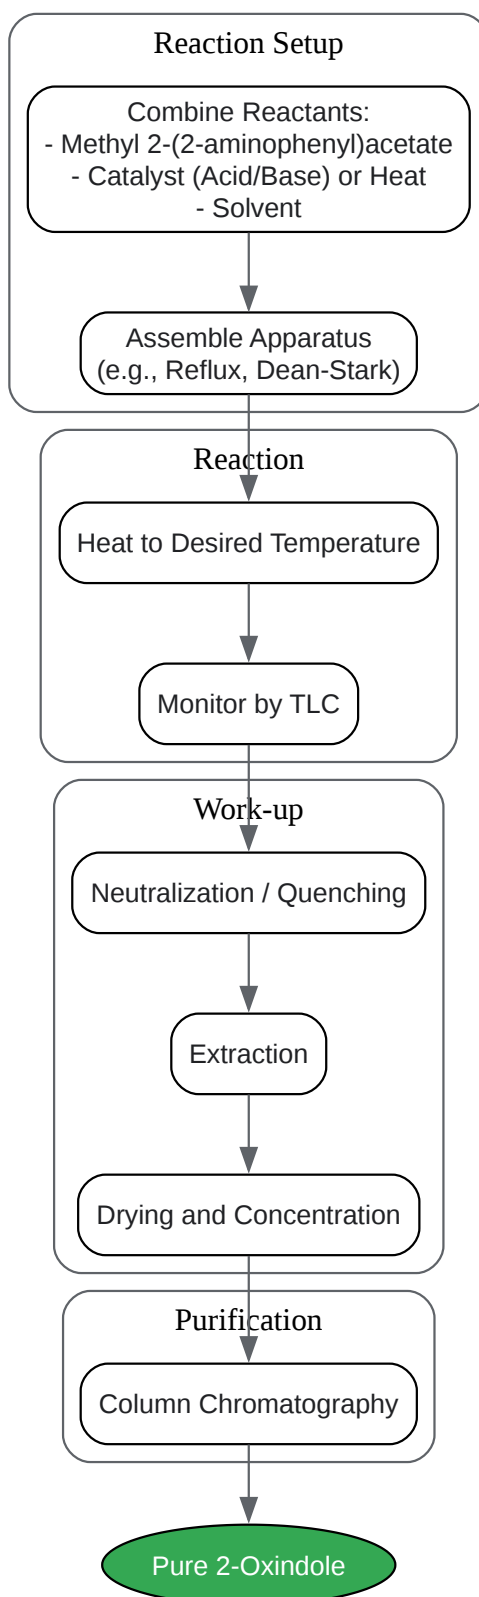 Reaction Setup
Combine Reactants:
- Methyl 2-(2-aminophenyl)acetate
- Catalyst (Acid/Base) or Heat
- Solvent
Assemble Apparatus
(e.g., Reflux, Dean-Stark)
Reaction
Heat to Desired Temperature
Monitor by TLC
Work-up
Neutralization / Quenching
Extraction
Drying and Concentration
Purification
Column Chromatography
Pure 2-Oxindole